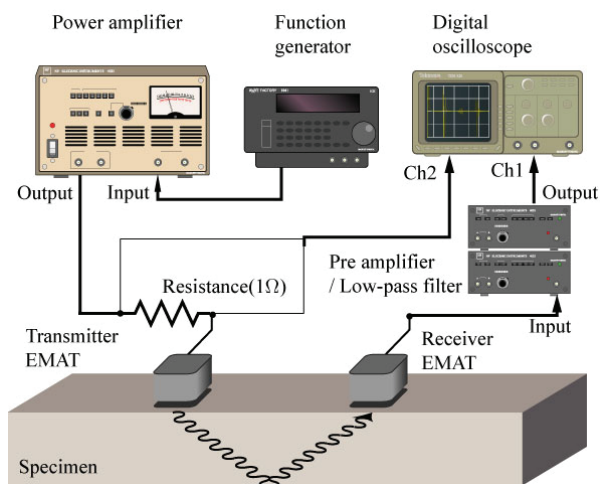 Power amplifier
Function
generator
Digital
oscilloscope
Output
Input
Ch2
Ch1
Output
Resistance(1Ω)
Pre amplifier
/ Low-pass filter
Input
Transmitter
EMAT
Receiver
EMAT
Specimen